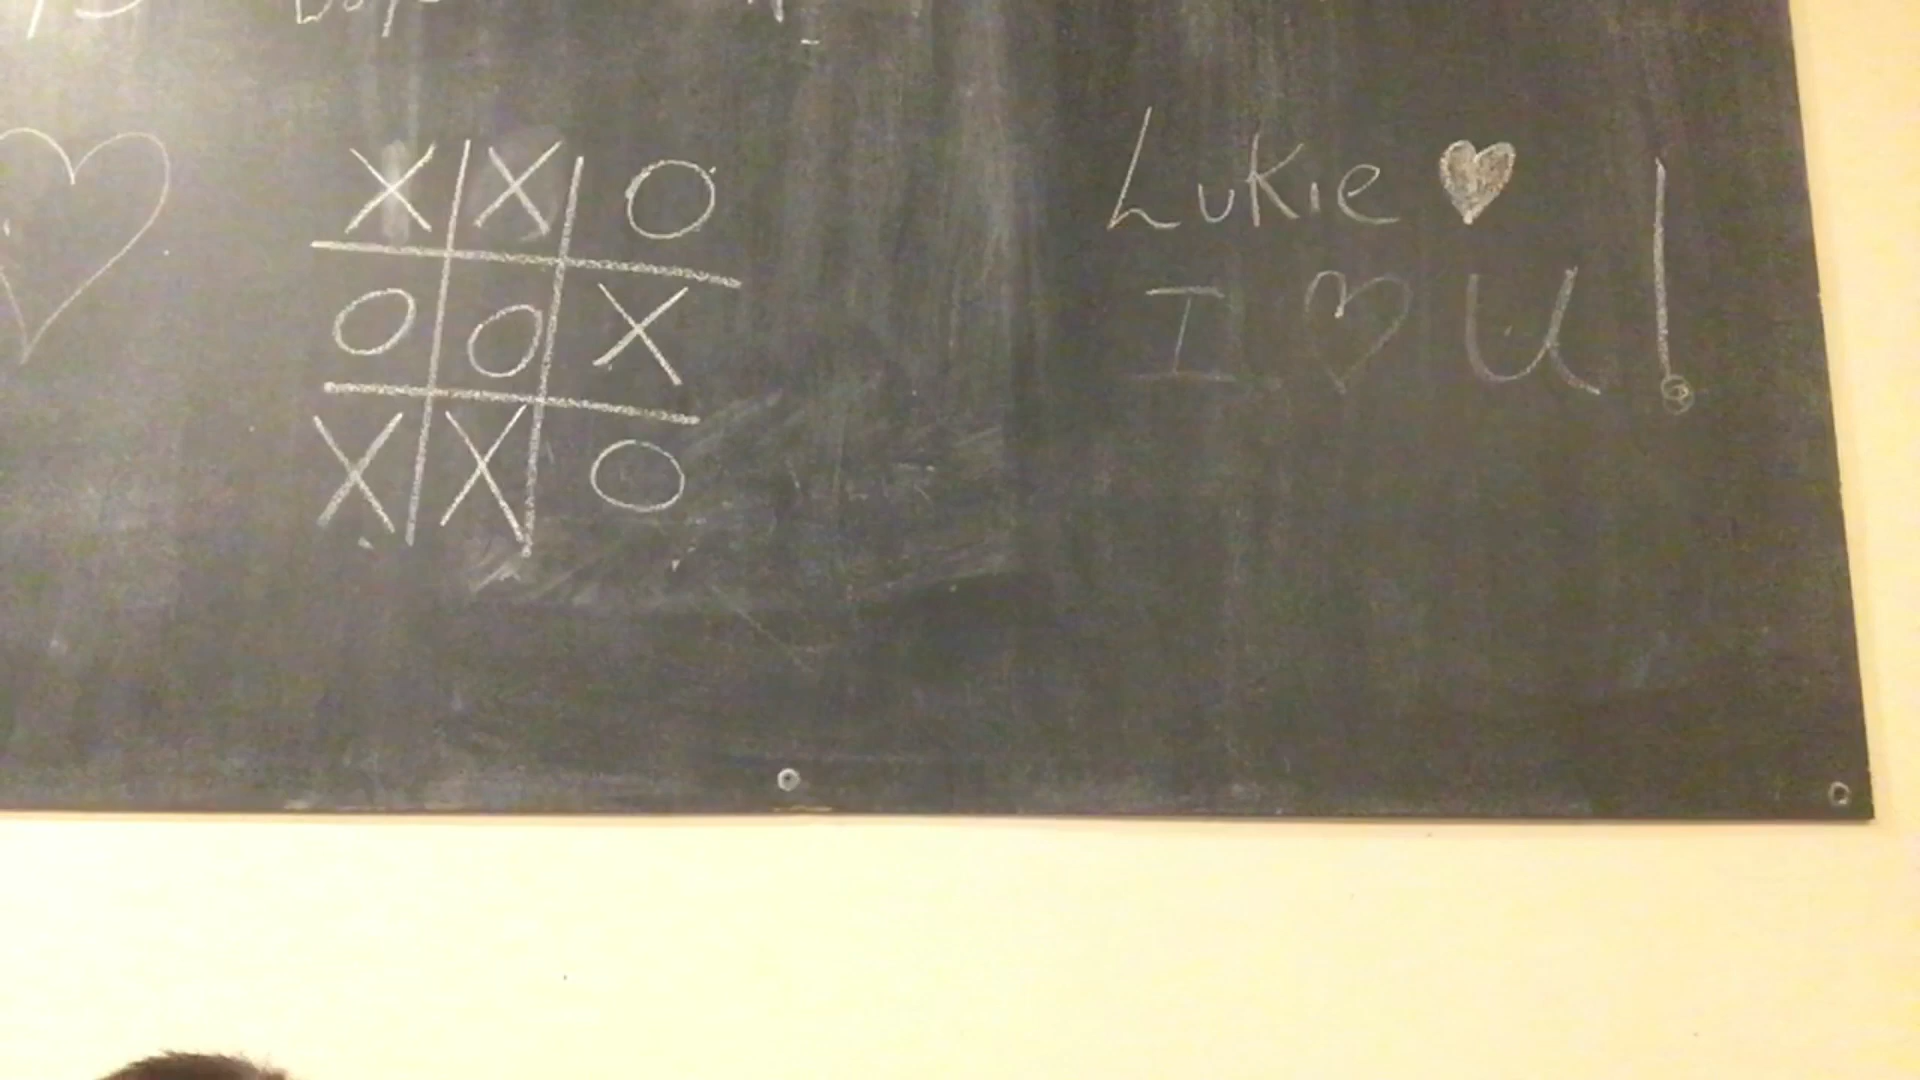 X X O
O O X
X X O
LuKie ♥
I ♡ U !